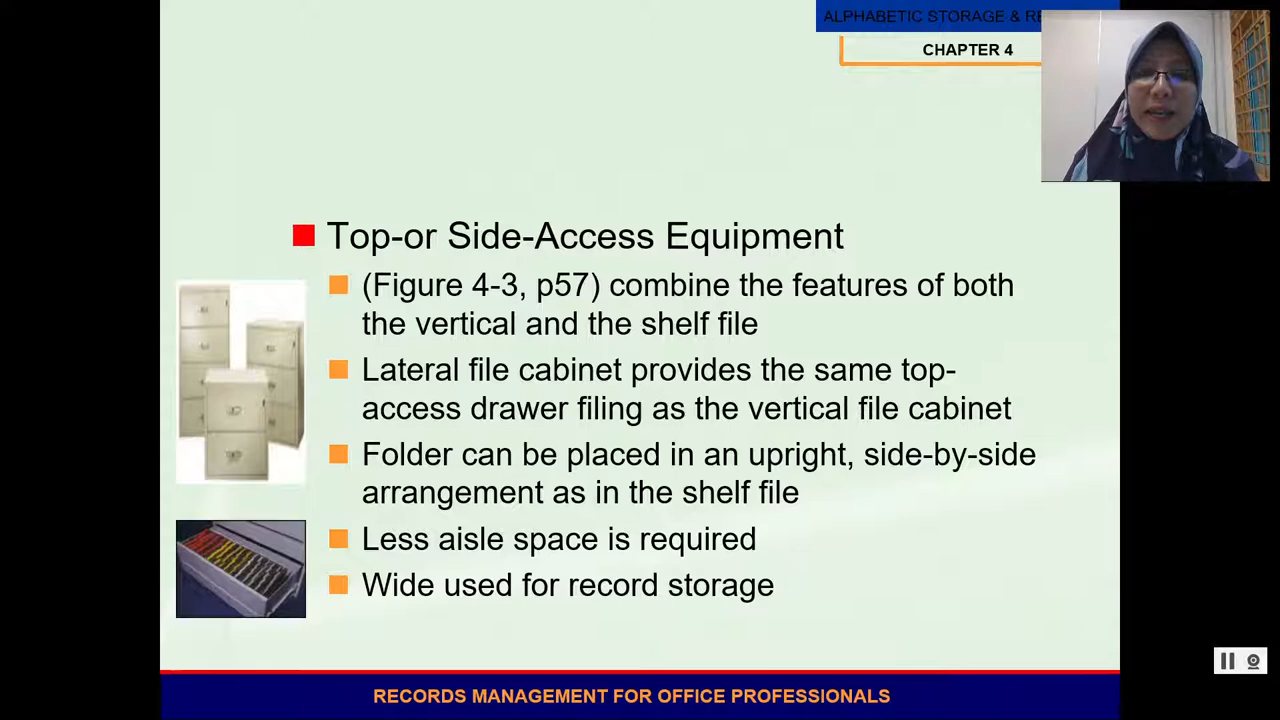 ALPHABETIC STORAGE &
CHAPTER 4
Top-or Side-Access Equipment
(Figure 4-3, p57) combine the features of both
the vertical and the shelf file
Lateral file cabinet provides the same top-
access drawer filing as the vertical file cabinet
Folder can be placed in an upright, side-by-side
arrangement as in the shelf file
Less aisle space is required
Wide used for record storage
RECORDS MANAGEMENT FOR OFFICE PROFESSIONALS